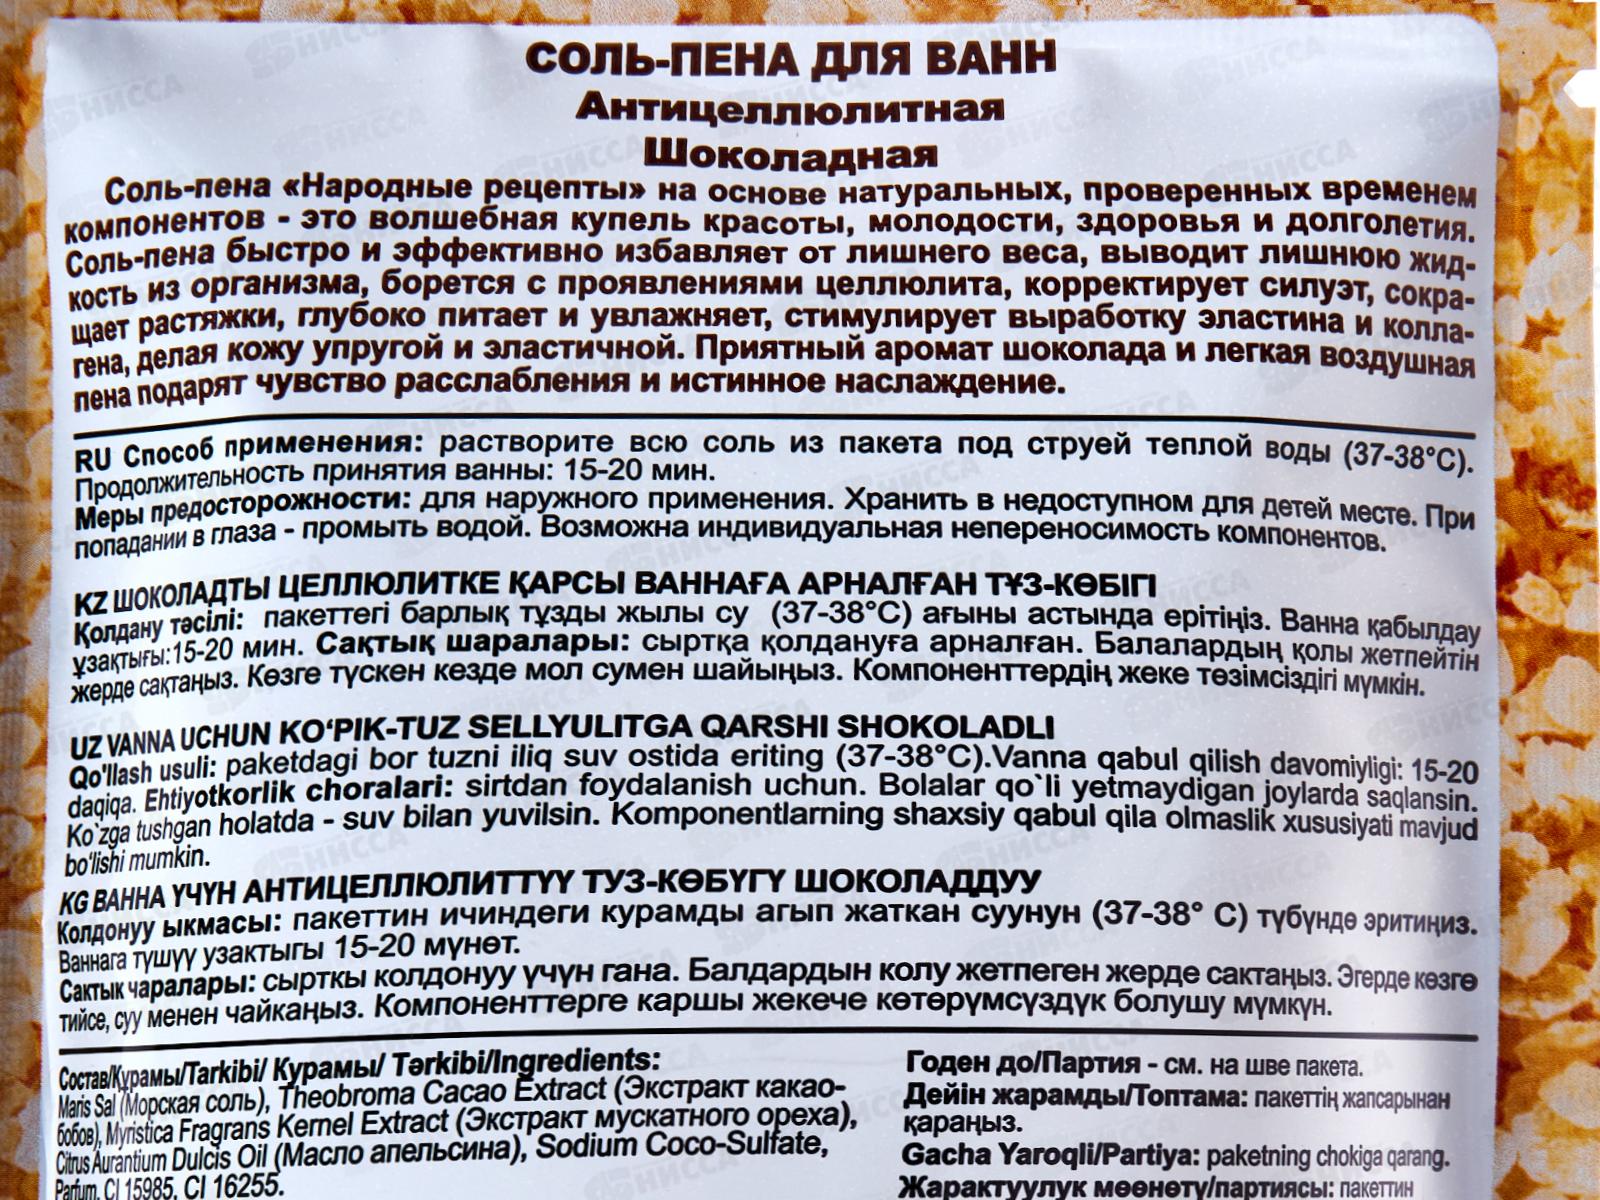 СОЛЬ-ПЕНА ДЛЯ ВАНН
Антицеллюлитная
Шоколадная
Соль-пена «Народные рецепты» на основе натуральных, проверенных временем
компонентов - это волшебная купель красоты, молодости, здоровья и долголетия.
Соль-пена быстро и эффективно избавляет от лишнего веса, выводит лишнюю жид-
кость из организма, борется с проявлениями целлюлита, корректирует силуэт, сокра-
щает растяжки, глубоко питает и увлажняет, стимулирует выработку эластина и колла-
гена, делая кожу упругой и эластичной. Приятный аромат шоколада и легкая воздушная
пена подарят чувство расслабления и истинное наслаждение.
RU Способ применения: растворите всю соль из пакета под струей теплой воды (37-38°С).
Продолжительность принятия ванны: 15-20 мин.
Меры предосторожности: для наружного применения. Хранить в недоступном для детей месте. При
попадании в глаза - промыть водой. Возможна индивидуальная непереносимость компонентов.
KZ ШОКОЛАДТЫ ЦЕЛЛЮЛИТКЕ ҚАРСЫ ВАННАҒА АРНАЛҒАН ТҰЗ-КӨБІГІ
Қолдану тәсілі: пакеттегі барлық тұзды жылы су (37-38°С) ағыны астында ерітіңіз. Ванна қабылдау
ұзақтығы:15-20 мин. Сақтық шаралары: сыртқа қолдануға арналған. Балалардың қолы жетпейтін
жерде сақтаңыз. Көзге түскен кезде мол сумен шайыңыз. Компоненттердің жеке төзімсіздігі мүмкін.
UZ VANNA UCHUN KO‘PIK-TUZ SELLYULITGA QARSHI SHOKOLADLI
Qo'llash usuli: paketdagi bor tuzni iliq suv ostida eriting (37-38°C).Vanna qabul qilish davomiyligi: 15-20
daqiqa. Ehtiyotkorlik choralari: sirtdan foydalanish uchun. Bolalar qo`li yetmaydigan joylarda saqlansin.
Ko`zga tushgan holatda - suv bilan yuvilsin. Komponentlarning shaxsiy qabul qila olmaslik xususiyati mavjud
bo'lishi mumkin.
KG ВАННА ҮЧҮН АНТИЦЕЛЛЮЛИТТҮҮ ТУЗ-КӨБҮГҮ ШОКОЛАДДУУ
Колдонуу ыкмасы: пакеттин ичиндеги курамды агып жаткан суунун (37-38° С) түбүндө эритиңиз.
Ваннага түшүү узактыгы 15-20 мүнөт.
Сактык чаралары: сырткы колдонуу үчүн гана. Балдардын колу жетпеген жерде сактаңыз. Эгерде көзгө
тийсе, суу менен чайкаңыз. Компоненттерге каршы жекече көтөрүмсүздүк болушу мүмкүн.
Состав/Құрамы/Tarkibi/ Құрамы/ Tərkibi/Ingredients:
Maris Sal (Морская соль), Theobroma Cacao Extract (Экстракт какао-
бобов), Myristica Fragrans Kernel Extract (Экстракт мускатного ореха),
Citrus Aurantium Dulcis Oil (Масло апельсина), Sodium Coco-Sulfate,
Parfum, CI 15985, CI 16255.
Годен до/Партия - см. на шве пакета.
Дейін жарамды/Топтама: пакеттің жапсарынан
қараңыз.
Gacha Yaroqli/Partiya: paketning chokiga qarang.
Жарактуулук мөөнөтү/партиясы: пакеттин